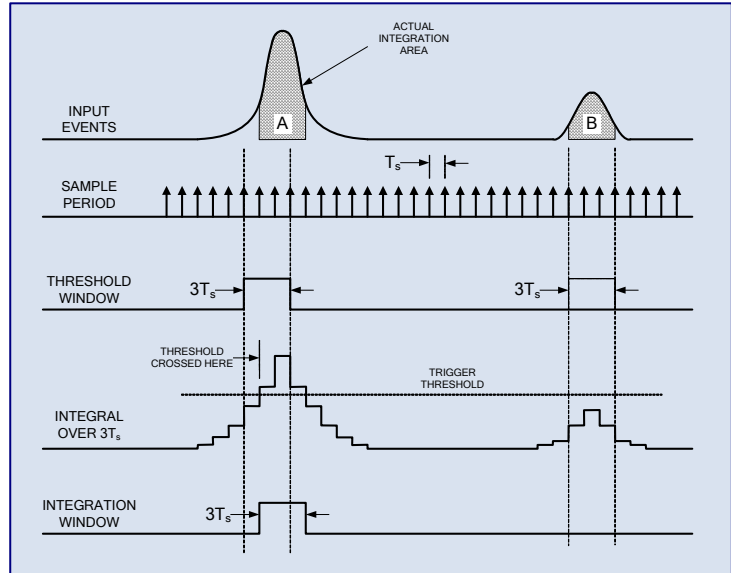 ACTUAL
INTEGRATION
AREA
INPUT
EVENTS
A
B
Ts
SAMPLE
PERIOD
THRESHOLD
WINDOW
3Ts
3Ts
THRESHOLD
CROSSED HERE
TRIGGER
THRESHOLD
INTEGRAL
OVER 3Ts
INTEGRATION
WINDOW
3Ts